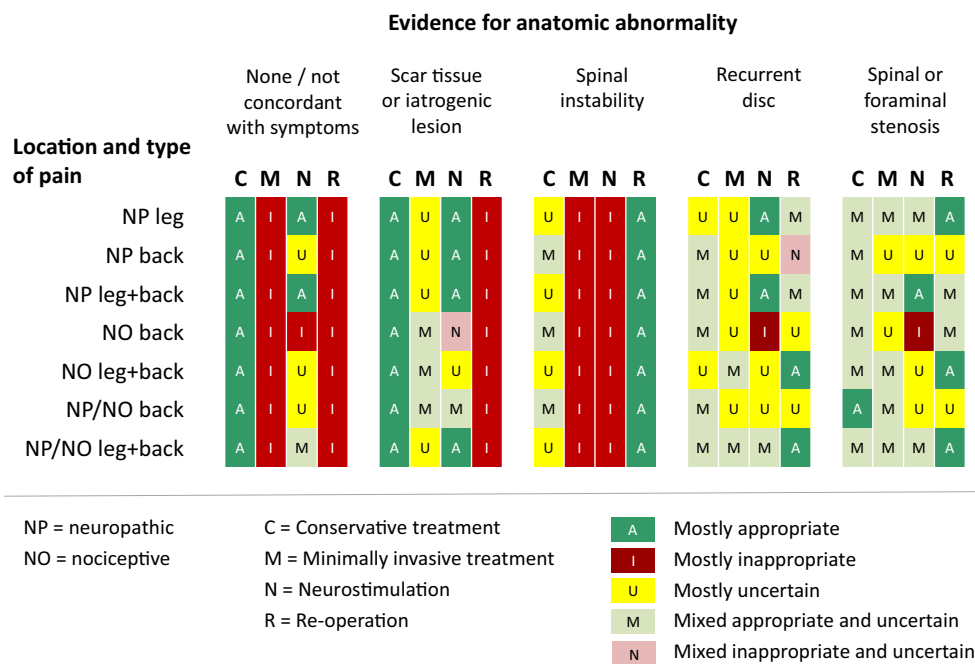 Evidence for anatomic abnormality
None / not concordant with symptoms
Scar tissue or iatrogenic lesion
Spinal instability
Recurrent disc
Spinal or foraminal stenosis
Location and type of pain
C M N R C M N R C M N R C M N R C M N R
NP leg A I A I A U A I U I I A U U A M M M M A
NP back A I U I A U A I M I I A M U U N M U U U
NP leg+back A I A I A U A I U I I A M U A M M M A M
NO back A I I I A M N I M I I A M U I U M U I M
NO leg+back A I U I A M U I U I I A U M U A M M U A
NP/NO back A I U I A M M I M I I A M U U U A M U U
NP/NO leg+back A I M I A U A I U I I A M M M A M M M A
NP = neuropathic
NO = nociceptive
C = Conservative treatment
M = Minimally invasive treatment
N = Neurostimulation
R = Re-operation
A Mostly appropriate
I Mostly inappropriate
U Mostly uncertain
M Mixed appropriate and uncertain
N Mixed inappropriate and uncertain